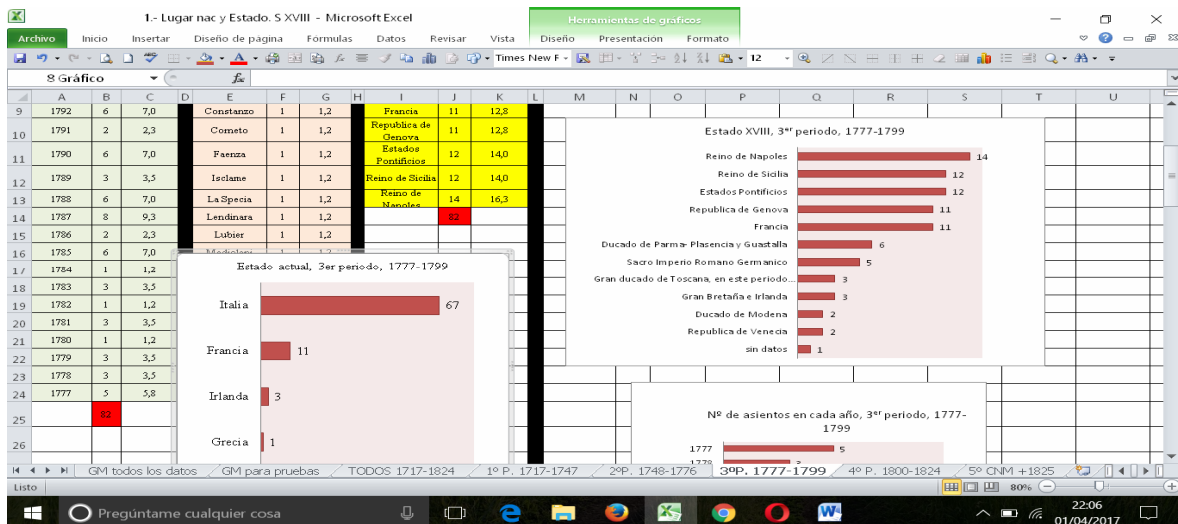 1.- Lugar nac y Estado. S XVIII - Microsoft Excel
Herramientas de gráficos
Archivo Inicio Insertar Diseño de página Fórmulas Datos Revisar Vista Diseño Presentación Formato
Times New F 12
8 Gráfico fx
A B C D E F G H I J K L M N O P Q R S T U
9 1792 6 7,0 Constanzo 1 1,2 Francia 11 12,8
10 1791 2 2,3 Corneto 1 1,2 Republica de Genova 11 12,8
11 1790 6 7,0 Faenza 1 1,2 Estados Pontificios 12 14,0
12 1789 3 3,5 Isclame 1 1,2 Reino de Sicilia 12 14,0
13 1788 6 7,0 La Specia 1 1,2 Reino de Napoles 14 16,3
14 1787 8 9,3 Lendinara 1 1,2 82
15 1786 2 2,3 Lubier 1 1,2
16 1785 6 7,0 Mediolani 1 1,2
17 1784 1 1,2
18 1783 3 3,5
19 1782 1 1,2
20 1781 3 3,5
21 1780 1 1,2
22 1779 3 3,5
23 1778 3 3,5
24 1777 5 5,8
25 82
26
Estado actual, 3er periodo, 1777-1799
Italia 67
Francia 11
Irlanda 3
Grecia 1
Estado XVIII, 3er periodo, 1777-1799
Reino de Napoles 14
Reino de Sicilia 12
Estados Pontificios 12
Republica de Genova 11
Francia 11
Ducado de Parma- Plasencia y Guastalla 6
Sacro Imperio Romano Germanico 5
Gran ducado de Toscana, en este periodo... 3
Gran Bretaña e Irlanda 3
Ducado de Modena 2
Republica de Venecia 2
sin datos 1
Nº de asientos en cada año, 3er periodo, 1777-
1799
1777 5
1778 3
GM todos los datos GM para pruebas TODOS 1717-1824 1º P. 1717-1747 2ºP. 1748-1776 3ºP. 1777-1799 4º P. 1800-1824 5º CNM +1825
Listo 80%
Pregúntame cualquier cosa
22:06
01/04/2017